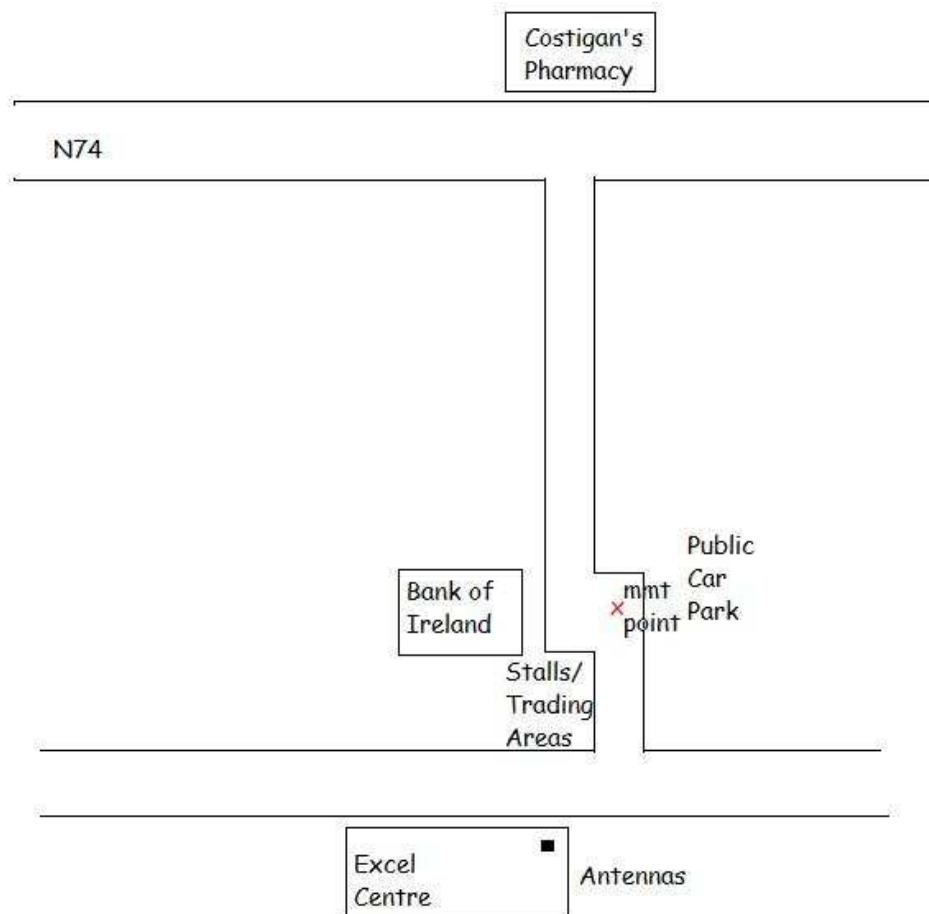 Costigan's
Pharmacy
N74
Public
Car
Park
mmt
point
Bank of
Ireland
Stalls/
Trading
Areas
Excel
Centre
Antennas